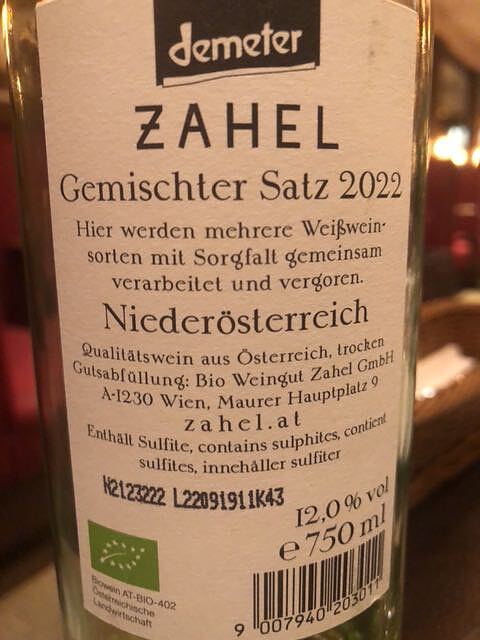 demeter
ZAHEL
Gemischter Satz 2022
Hier werden mehrere Weißwein-
sorten mit Sorgfalt gemeinsam
verarbeitet und vergoren.
Niederösterreich
Qualitätswein aus Österreich, trocken
Gutsabfüllung: Bio Weingut Zahel GmbH
A-1230 Wien, Maurer Hauptplatz 9
zahel.at
Enthält Sulfite, contains sulphites, contient
sulfites, innehåller sulfiter
N2123222 L22091911K43
12,0 % vol
e 750 ml
Biowein AT-BIO-402
Österreichische
Landwirtschaft
9 007940 203011